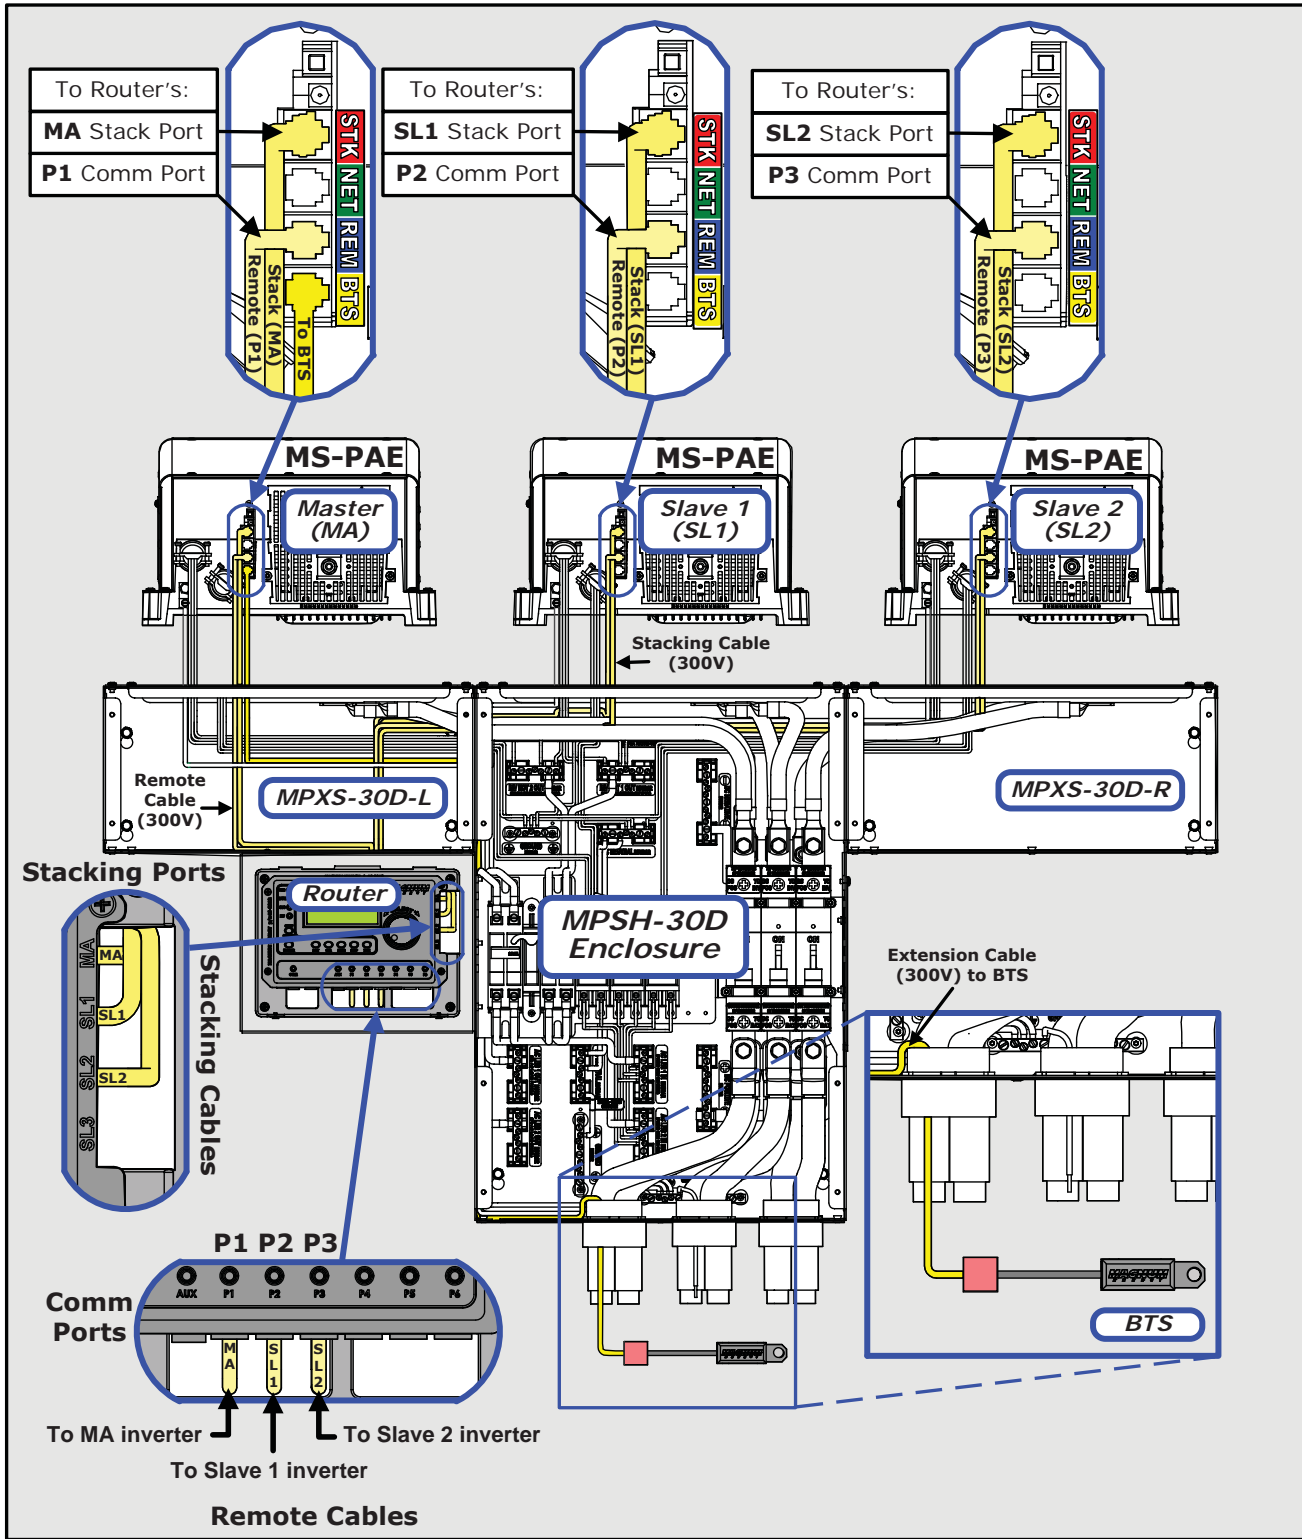 To Router's:
MA Stack Port
P1 Comm Port
STK
NET
REM
BTS
Remote (P1)
Stack (MA)
To BTS
To Router's:
SL1 Stack Port
P2 Comm Port
STK
NET
REM
BTS
Remote (P2)
Stack (SL1)
To Router's:
SL2 Stack Port
P3 Comm Port
STK
NET
REM
BTS
Remote (P3)
Stack (SL2)
MS-PAE
Master
(MA)
MS-PAE
Slave 1
(SL1)
MS-PAE
Slave 2
(SL2)
Stacking Cable
(300V)
Remote
Cable
(300V)
MPXS-30D-L
MPXS-30D-R
Stacking Ports
Router
MPSH-30D
Enclosure
MA
SL1
SL2
SL3
MA
SL1
SL2
Stacking Cables
ON
ON
Extension Cable
(300V) to BTS
MAGNUM
BTS
P1 P2 P3
AUX
P1
P2
P3
P4
P5
P6
Comm
Ports
MA
SL1
SL2
To MA inverter
To Slave 2 inverter
To Slave 1 inverter
Remote Cables